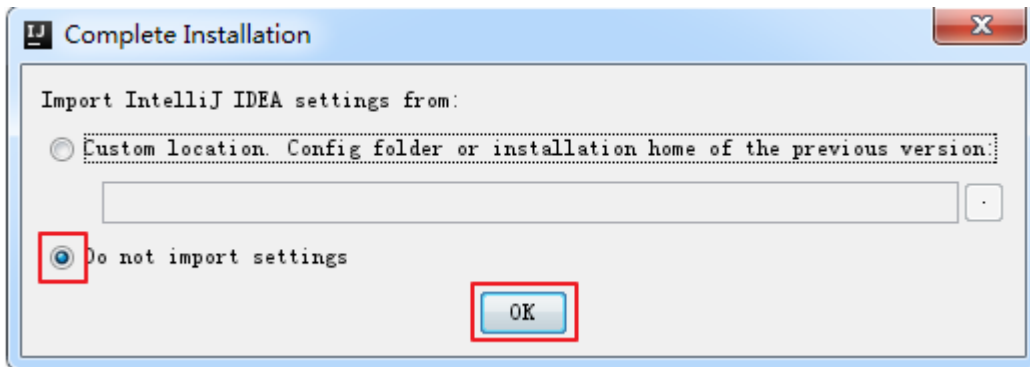 IJ Complete Installation
Import IntelliJ IDEA settings from:
Custom location. Config folder or installation home of the previous version:
Do not import settings
OK